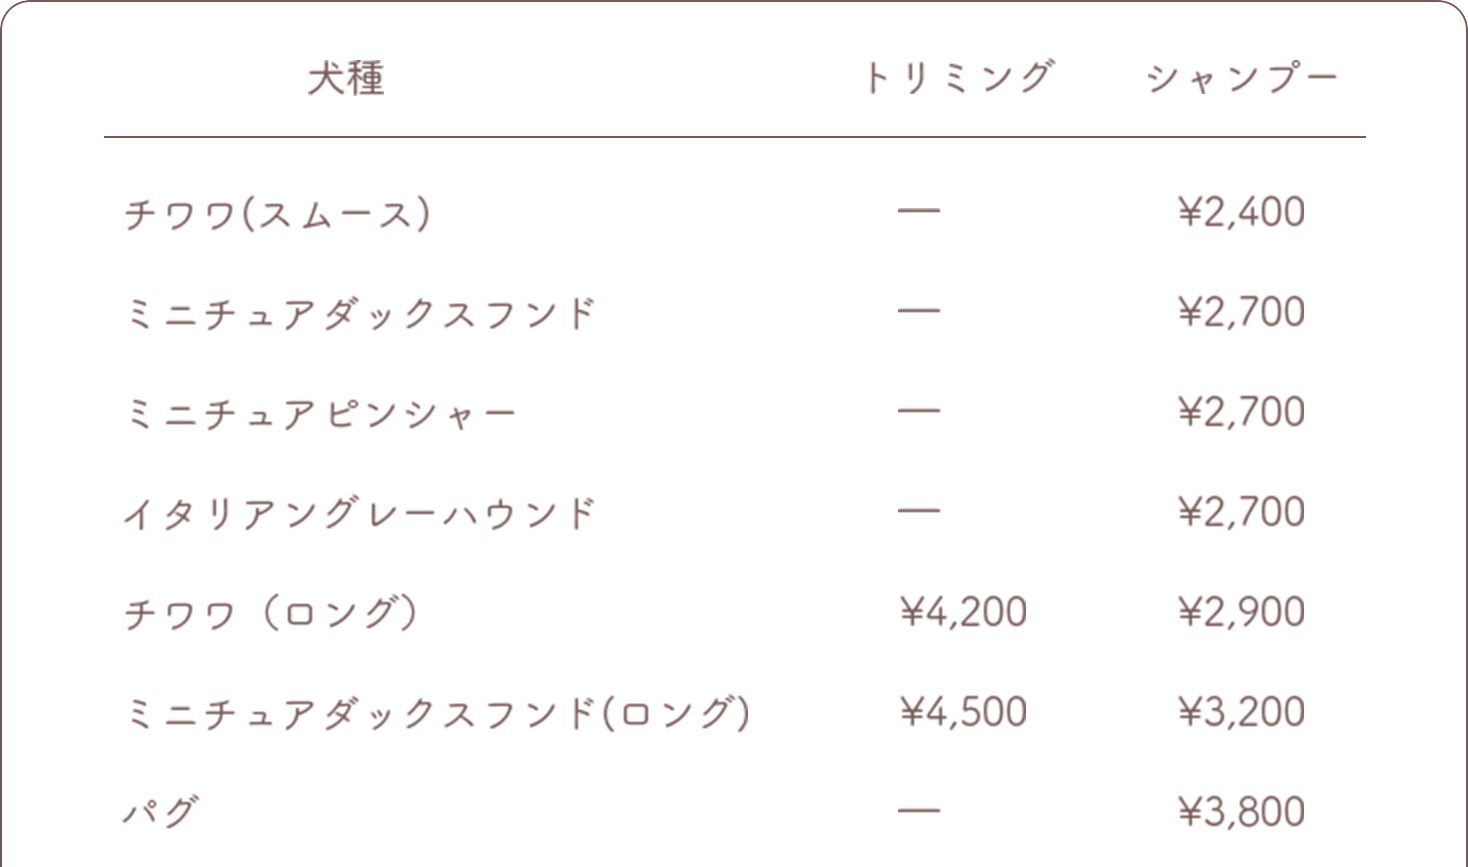 犬種 トリミング シャンプー
チワワ(スムース) — ¥2,400
ミニチュアダックスフンド — ¥2,700
ミニチュアピンシャー — ¥2,700
イタリアングレーハウンド — ¥2,700
チワワ（ロング） ¥4,200 ¥2,900
ミニチュアダックスフンド(ロング) ¥4,500 ¥3,200
パグ — ¥3,800